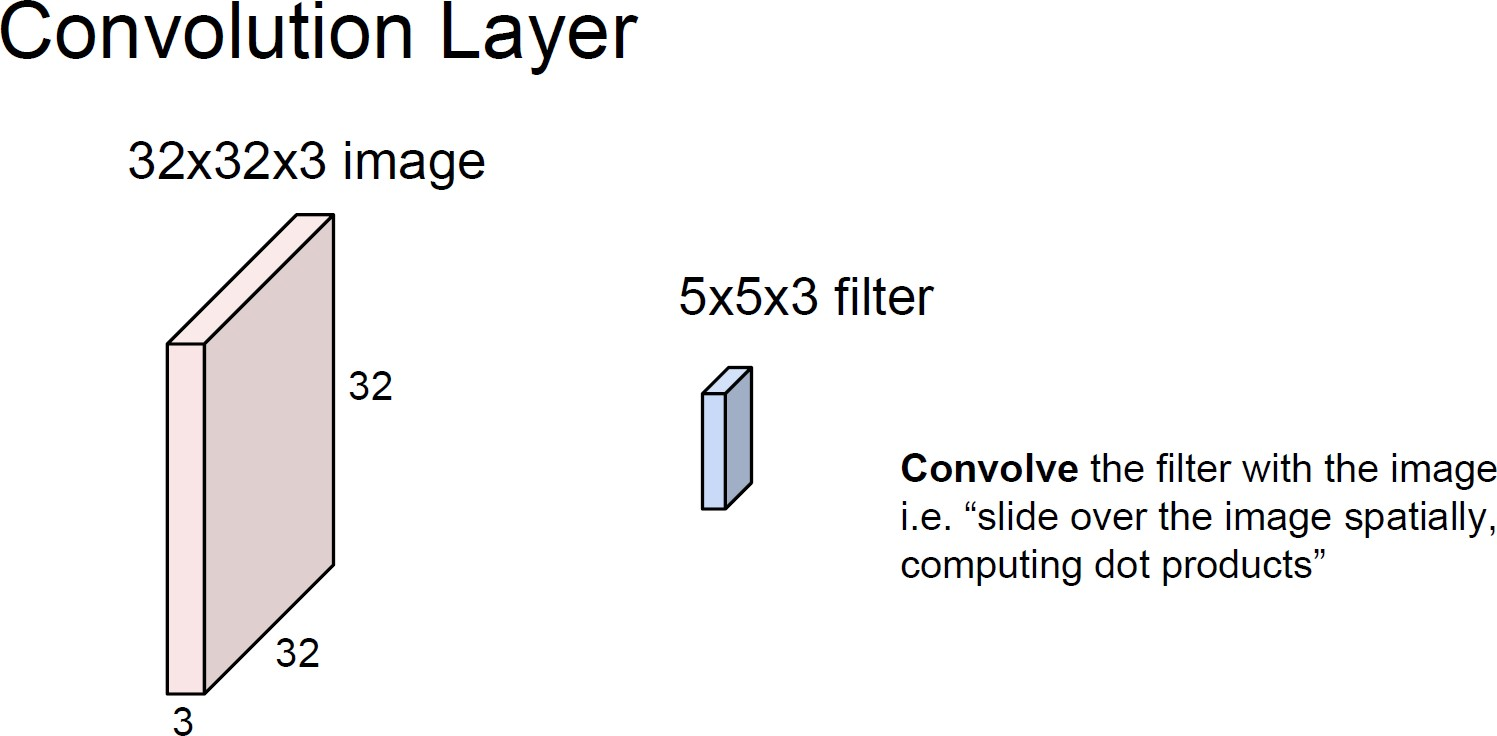 Convolution Layer
32x32x3 image
5x5x3 filter
32
Convolve the filter with the image
i.e. “slide over the image spatially,
computing dot products”
32
3